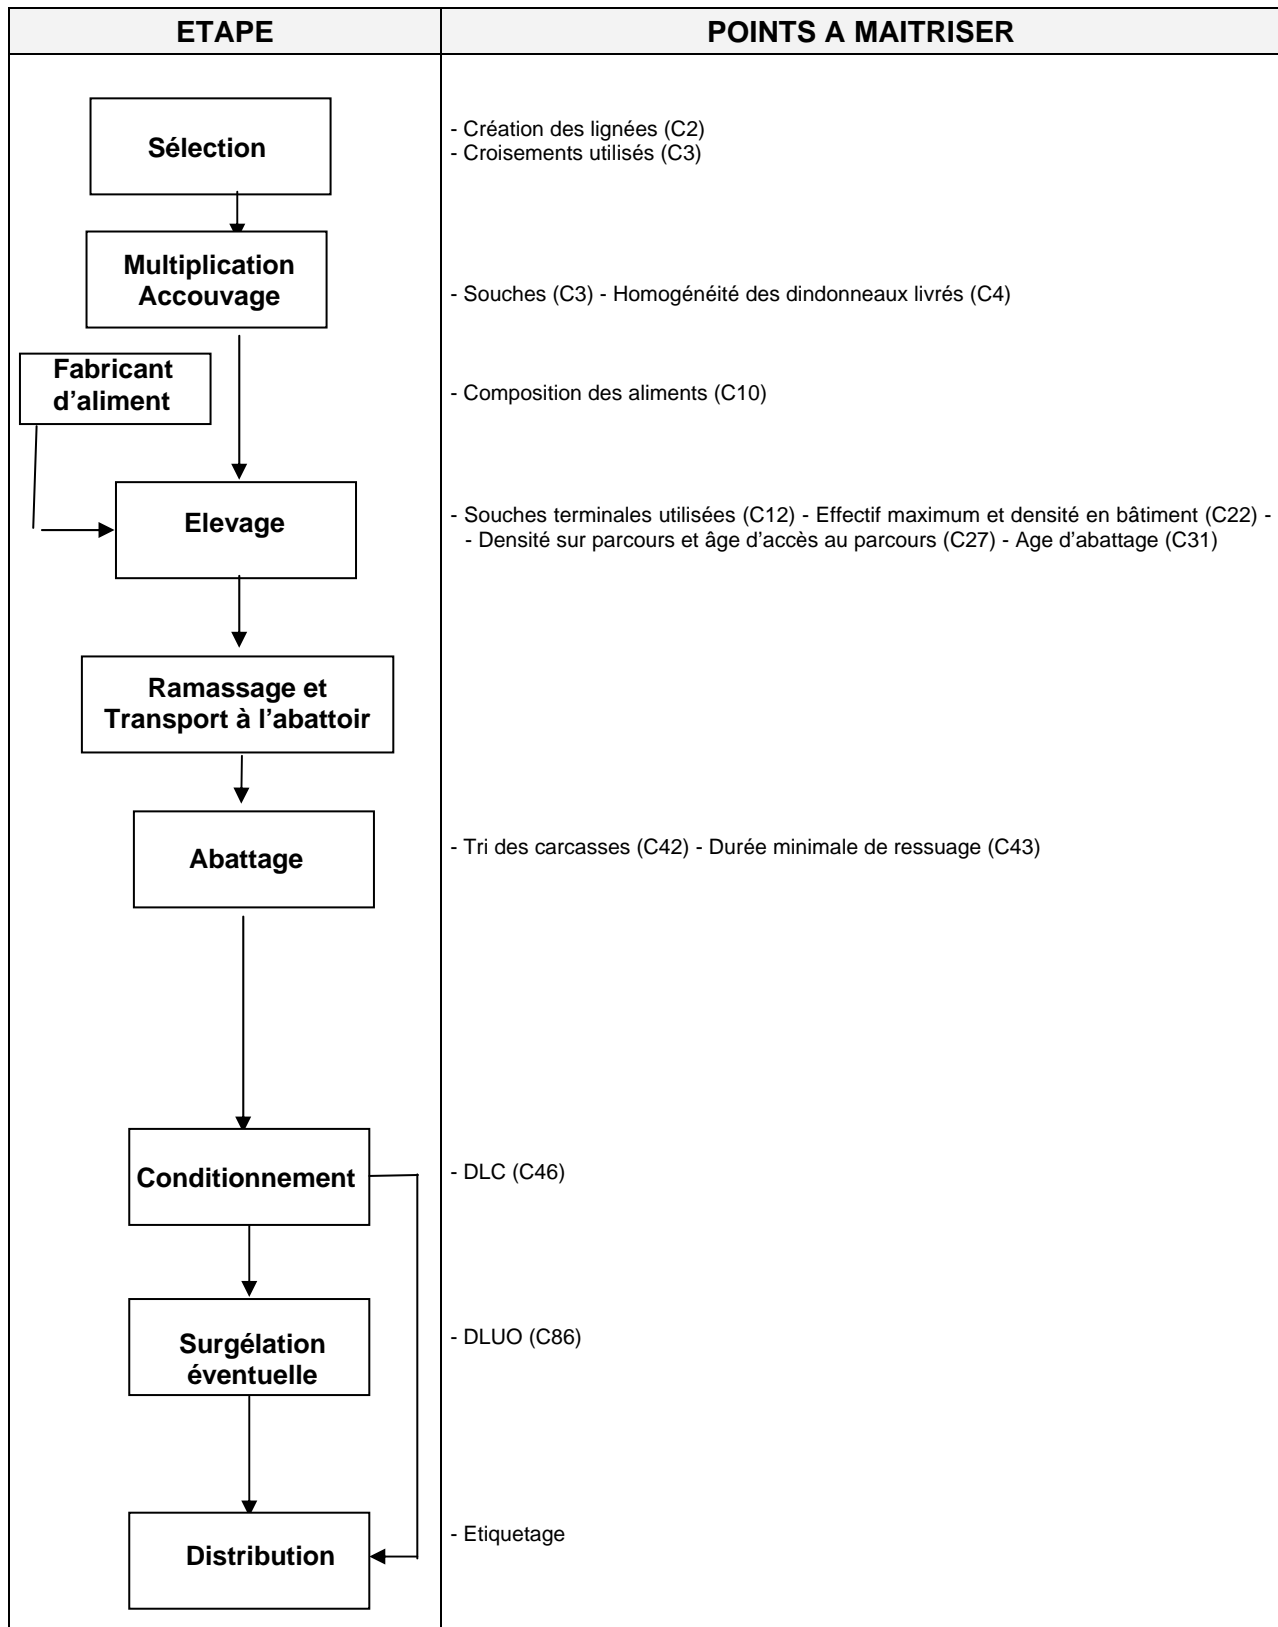 ETAPE
POINTS A MAITRISER
Sélection
- Création des lignées (C2)
- Croisements utilisés (C3)
Multiplication
Accouvage
- Souches (C3) - Homogénéité des dindonneaux livrés (C4)
Fabricant
d’aliment
- Composition des aliments (C10)
Elevage
- Souches terminales utilisées (C12) - Effectif maximum et densité en bâtiment (C22) -
- Densité sur parcours et âge d’accès au parcours (C27) - Age d’abattage (C31)
Ramassage et
Transport à l’abattoir
Abattage
- Tri des carcasses (C42) - Durée minimale de ressuage (C43)
Conditionnement
- DLC (C46)
Surgélation
éventuelle
- DLUO (C86)
Distribution
- Etiquetage